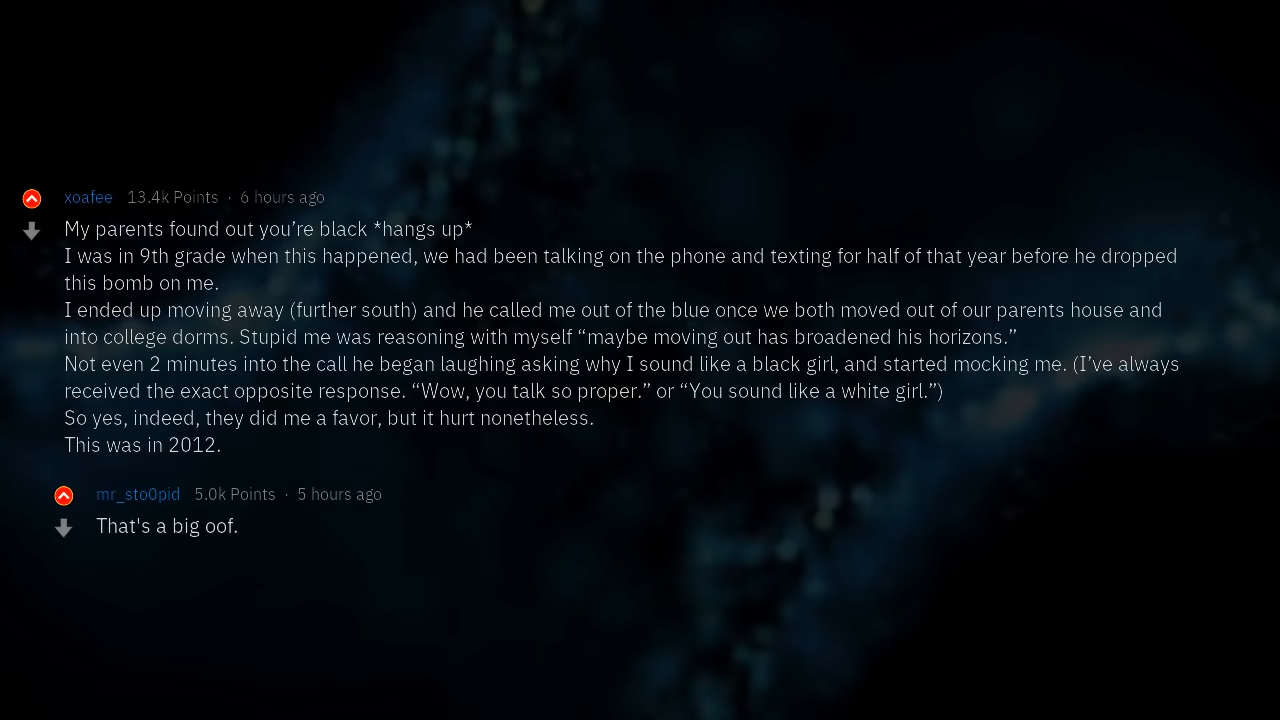 xoafee 13.4k Points · 6 hours ago
My parents found out you’re black *hangs up*
I was in 9th grade when this happened, we had been talking on the phone and texting for half of that year before he dropped
this bomb on me.
I ended up moving away (further south) and he called me out of the blue once we both moved out of our parents house and
into college dorms. Stupid me was reasoning with myself “maybe moving out has broadened his horizons.”
Not even 2 minutes into the call he began laughing asking why I sound like a black girl, and started mocking me. (I’ve always
received the exact opposite response. “Wow, you talk so proper.” or “You sound like a white girl.”)
So yes, indeed, they did me a favor, but it hurt nonetheless.
This was in 2012.
mr_sto0pid 5.0k Points · 5 hours ago
That's a big oof.